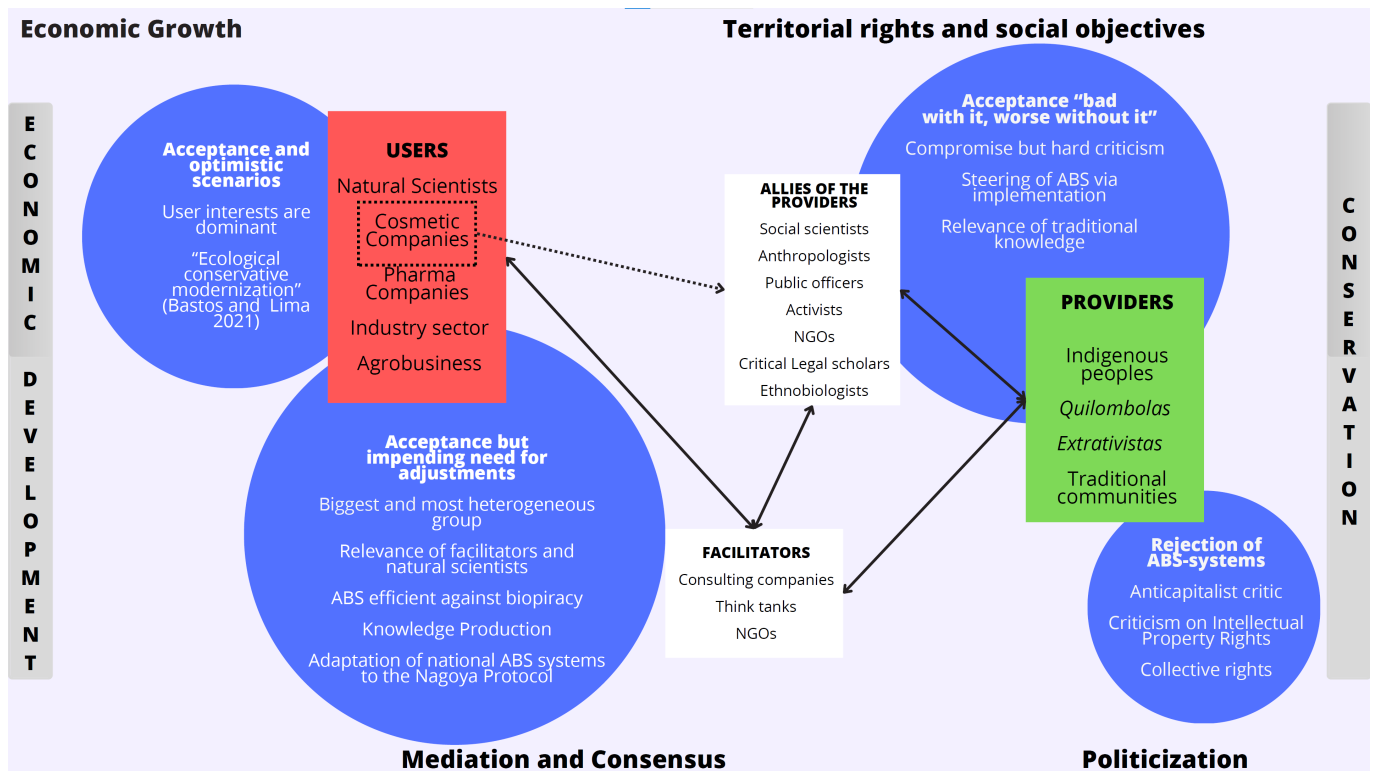 Economic Growth
Territorial rights and social objectives
ECONOMIC
DEVELOPMENT
Acceptance and
optimistic
scenarios
User interests are
dominant
“Ecological
conservative
modernization”
(Bastos and Lima
2021)
USERS
Natural Scientists
Cosmetic
Companies
Pharma
Companies
Industry sector
Agrobusiness
Acceptance but
impending need for
adjustments
Biggest and most heterogeneous
group
Relevance of facilitators and
natural scientists
ABS efficient against biopiracy
Knowledge Production
Adaptation of national ABS systems
to the Nagoya Protocol
ALLIES OF THE
PROVIDERS
Social scientists
Anthropologists
Public officers
Activists
NGOs
Critical Legal scholars
Ethnobiologists
FACILITATORS
Consulting companies
Think tanks
NGOs
Acceptance “bad
with it, worse without it”
Compromise but hard criticism
Steering of ABS via
implementation
Relevance of traditional
knowledge
PROVIDERS
Indigenous
peoples
Quilombolas
Extrativistas
Traditional
communities
Rejection of
ABS-systems
Anticapitalist critic
Criticism on Intellectual
Property Rights
Collective rights
CONSERVATION
Mediation and Consensus
Politicization